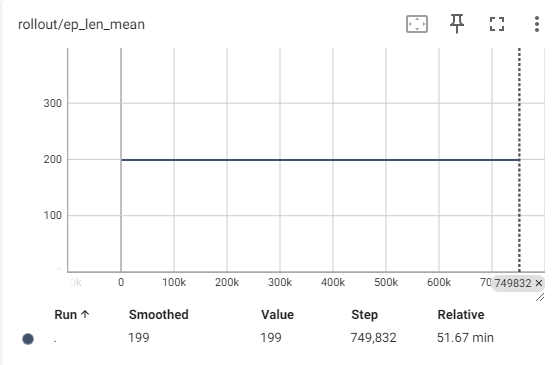 rollout/ep_len_mean
300
200
100
0k 0 100k 200k 300k 400k 500k 600k 70 749832 ×
Run ↑ Smoothed Value Step Relative
. 199 199 749,832 51.67 min